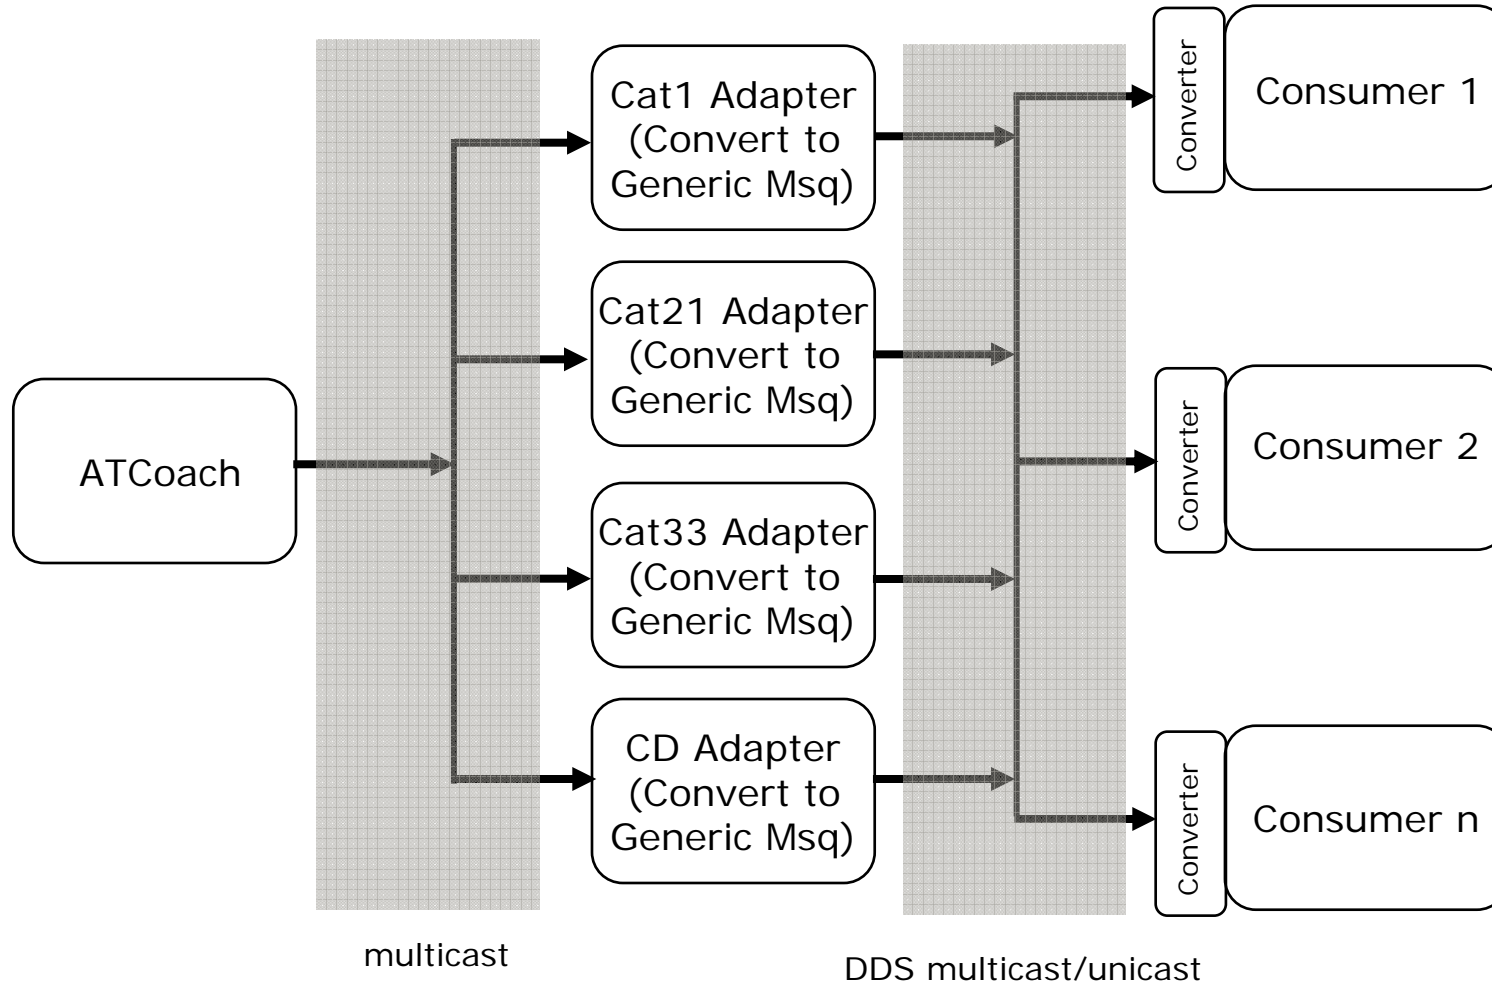 ATCoach
multicast
Cat1 Adapter
(Convert to
Generic Msq)
Cat21 Adapter
(Convert to
Generic Msq)
Cat33 Adapter
(Convert to
Generic Msq)
CD Adapter
(Convert to
Generic Msq)
DDS multicast/unicast
Converter
Consumer 1
Converter
Consumer 2
Converter
Consumer n